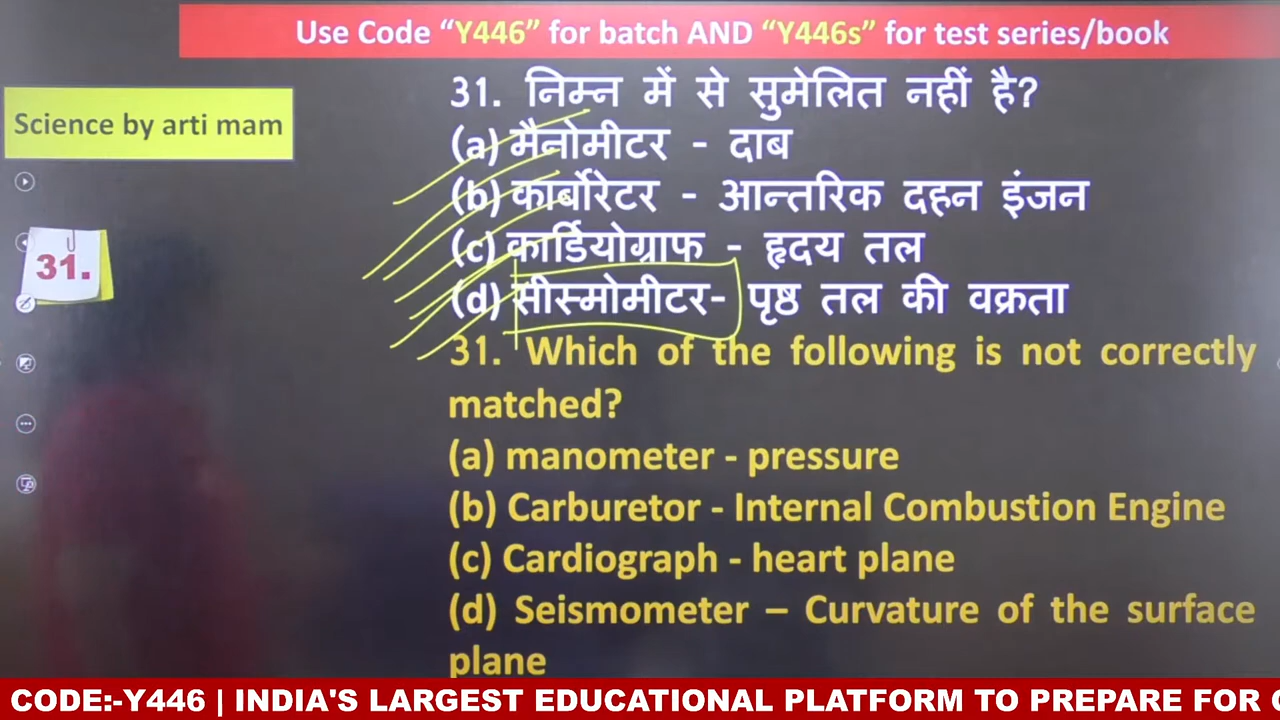 Use Code “Y446” for batch AND “Y446s” for test series/book
Science by arti mam
31.
31. निम्न में से सुमेलित नहीं है?
(a) मैनोमीटर - दाब
(b) कार्बोरेटर - आन्तरिक दहन इंजन
(c) कार्डियोग्राफ - हृदय तल
(d) सीस्मोमीटर- पृष्ठ तल की वक्रता
31. Which of the following is not correctly
matched?
(a) manometer - pressure
(b) Carburetor - Internal Combustion Engine
(c) Cardiograph - heart plane
(d) Seismometer – Curvature of the surface
plane
CODE:-Y446 | INDIA'S LARGEST EDUCATIONAL PLATFORM TO PREPARE FOR